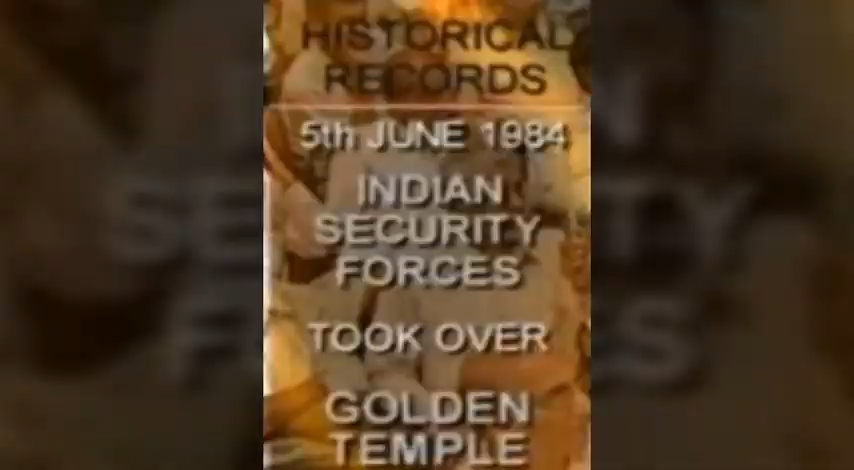 HISTORICAL
RECORDS
5th JUNE 1984
INDIAN
SECURITY
FORCES
TOOK OVER
GOLDEN
TEMPLE